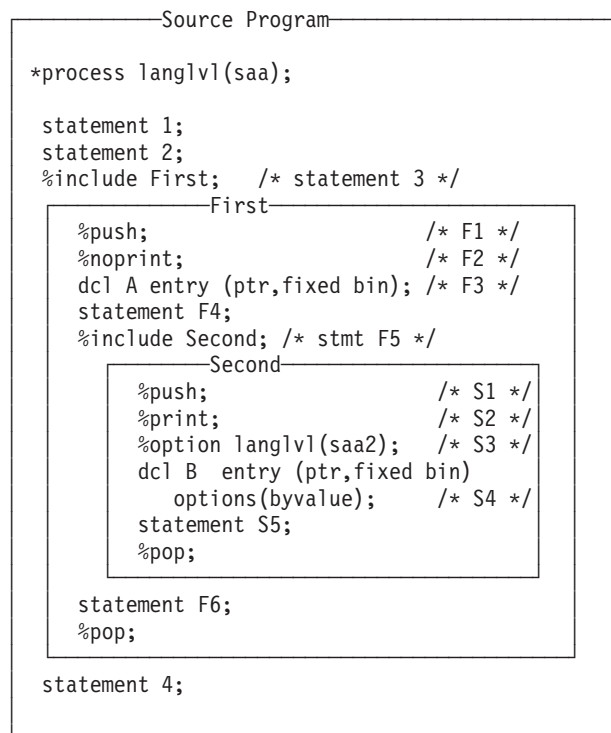 Source Program
*process langlvl(saa);
statement 1;
statement 2;
%include First; /* statement 3 */
First
%push; /* F1 */
%noprint; /* F2 */
dcl A entry (ptr,fixed bin); /* F3 */
statement F4;
%include Second; /* stmt F5 */
Second
%push; /* S1 */
%print; /* S2 */
%option langlvl(saa2); /* S3 */
dcl B entry (ptr,fixed bin)
options(byvalue); /* S4 */
statement S5;
%pop;
statement F6;
%pop;
statement 4;